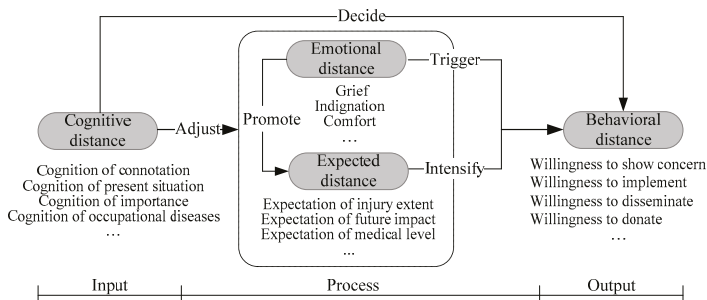 Decide
Emotional
distance
Trigger
Grief
Indignation
Comfort
...
Cognitive
distance
Adjust
Promote
Behavioral
distance
Expected
distance
Intensify
Cognition of connotation
Cognition of present situation
Cognition of importance
Cognition of occupational diseases
...
Expectation of injury extent
Expectation of future impact
Expectation of medical level
...
Willingness to show concern
Willingness to implement
Willingness to disseminate
Willingness to donate
...
Input
Process
Output